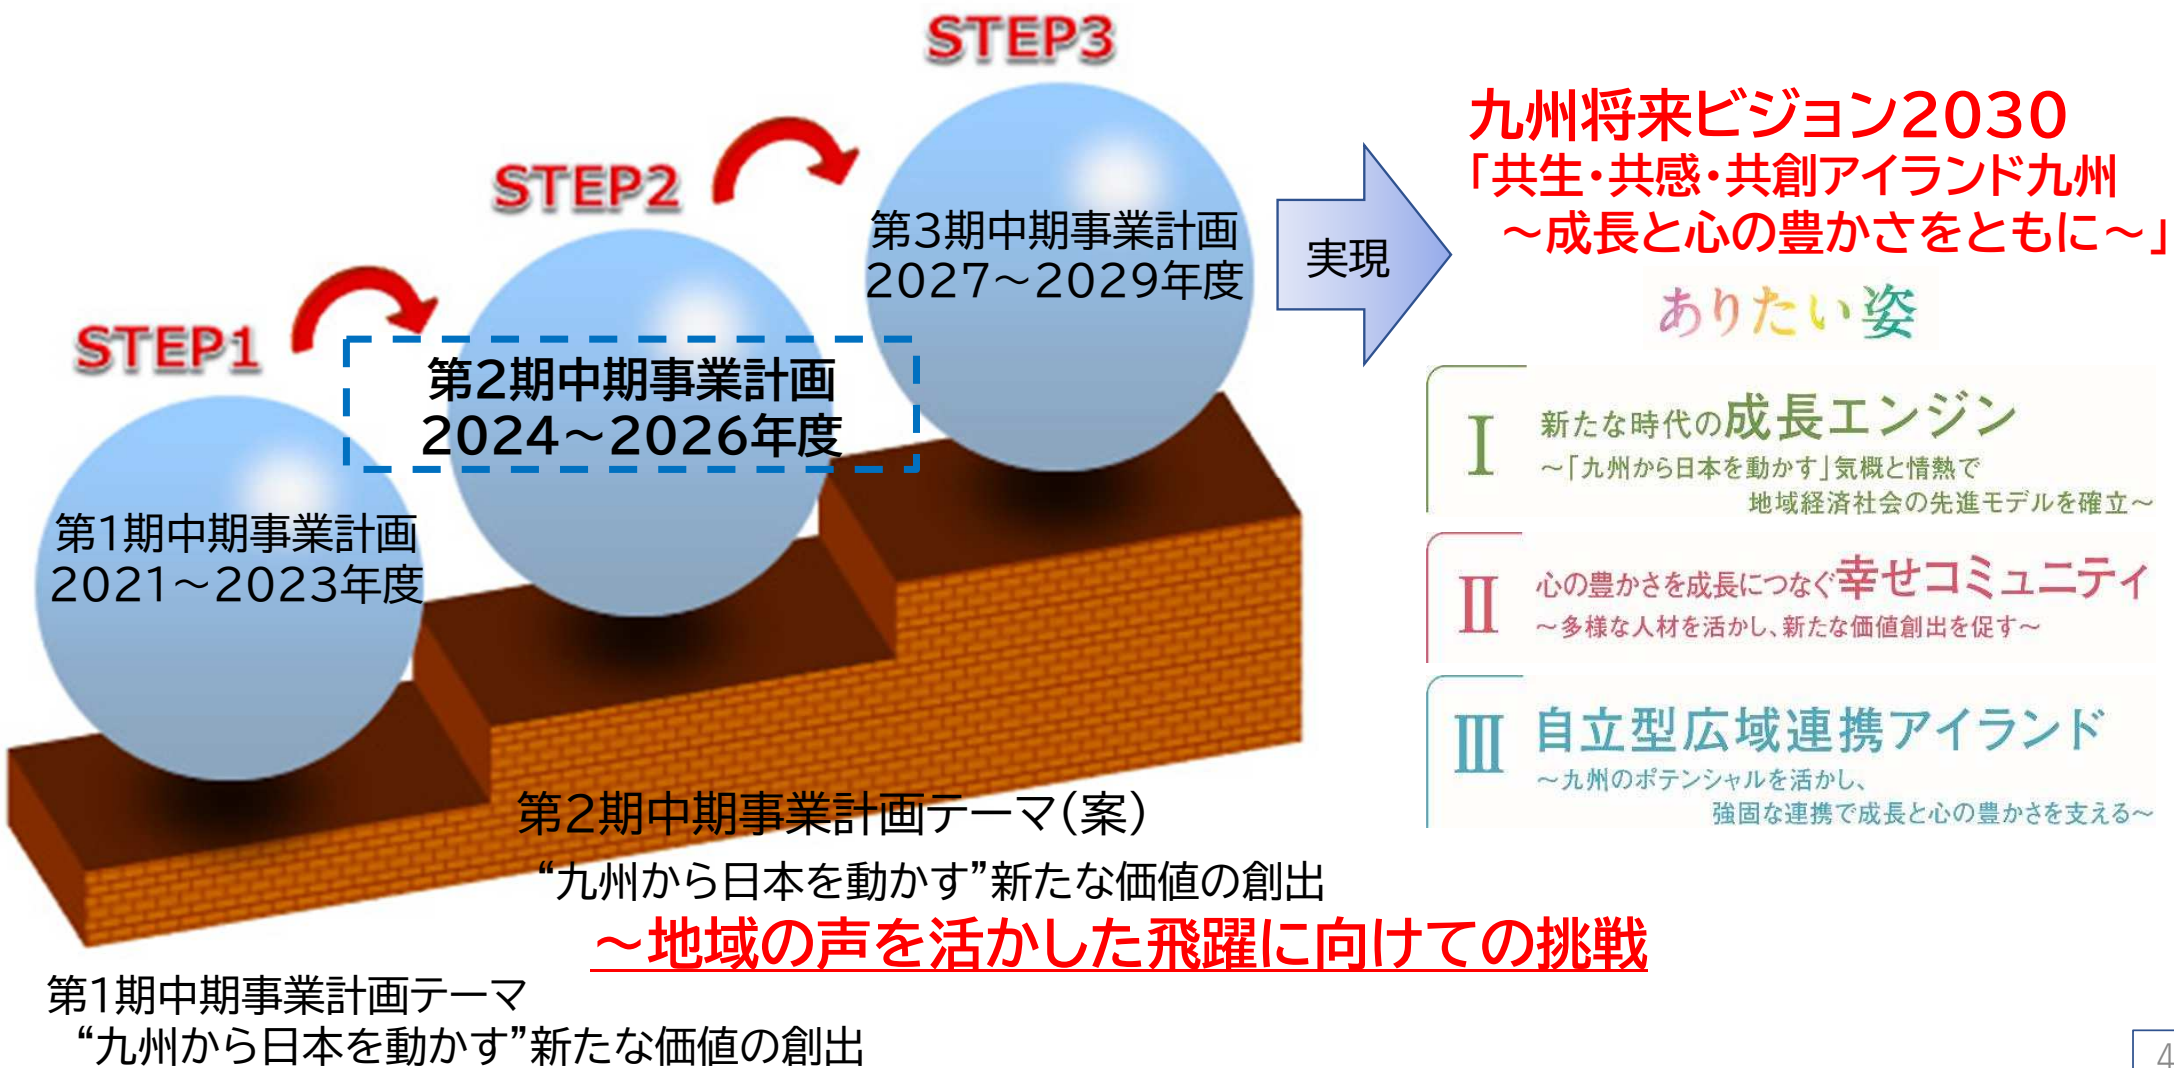 STEP1
第1期中期事業計画
2021～2023年度
STEP2
第2期中期事業計画
2024～2026年度
STEP3
第3期中期事業計画
2027～2029年度
実現
九州将来ビジョン2030
「共生・共感・共創アイランド九州
～成長と心の豊かさをともに～」
ありたい姿
Ⅰ 新たな時代の成長エンジン
～「九州から日本を動かす」気概と情熱で
地域経済社会の先進モデルを確立～
Ⅱ 心の豊かさを成長につなぐ幸せコミュニティ
～多様な人材を活かし、新たな価値創出を促す～
Ⅲ 自立型広域連携アイランド
～九州のポテンシャルを活かし、
強固な連携で成長と心の豊かさを支える～
第2期中期事業計画テーマ(案)
“九州から日本を動かす”新たな価値の創出
～地域の声を活かした飛躍に向けての挑戦
第1期中期事業計画テーマ
“九州から日本を動かす”新たな価値の創出
4